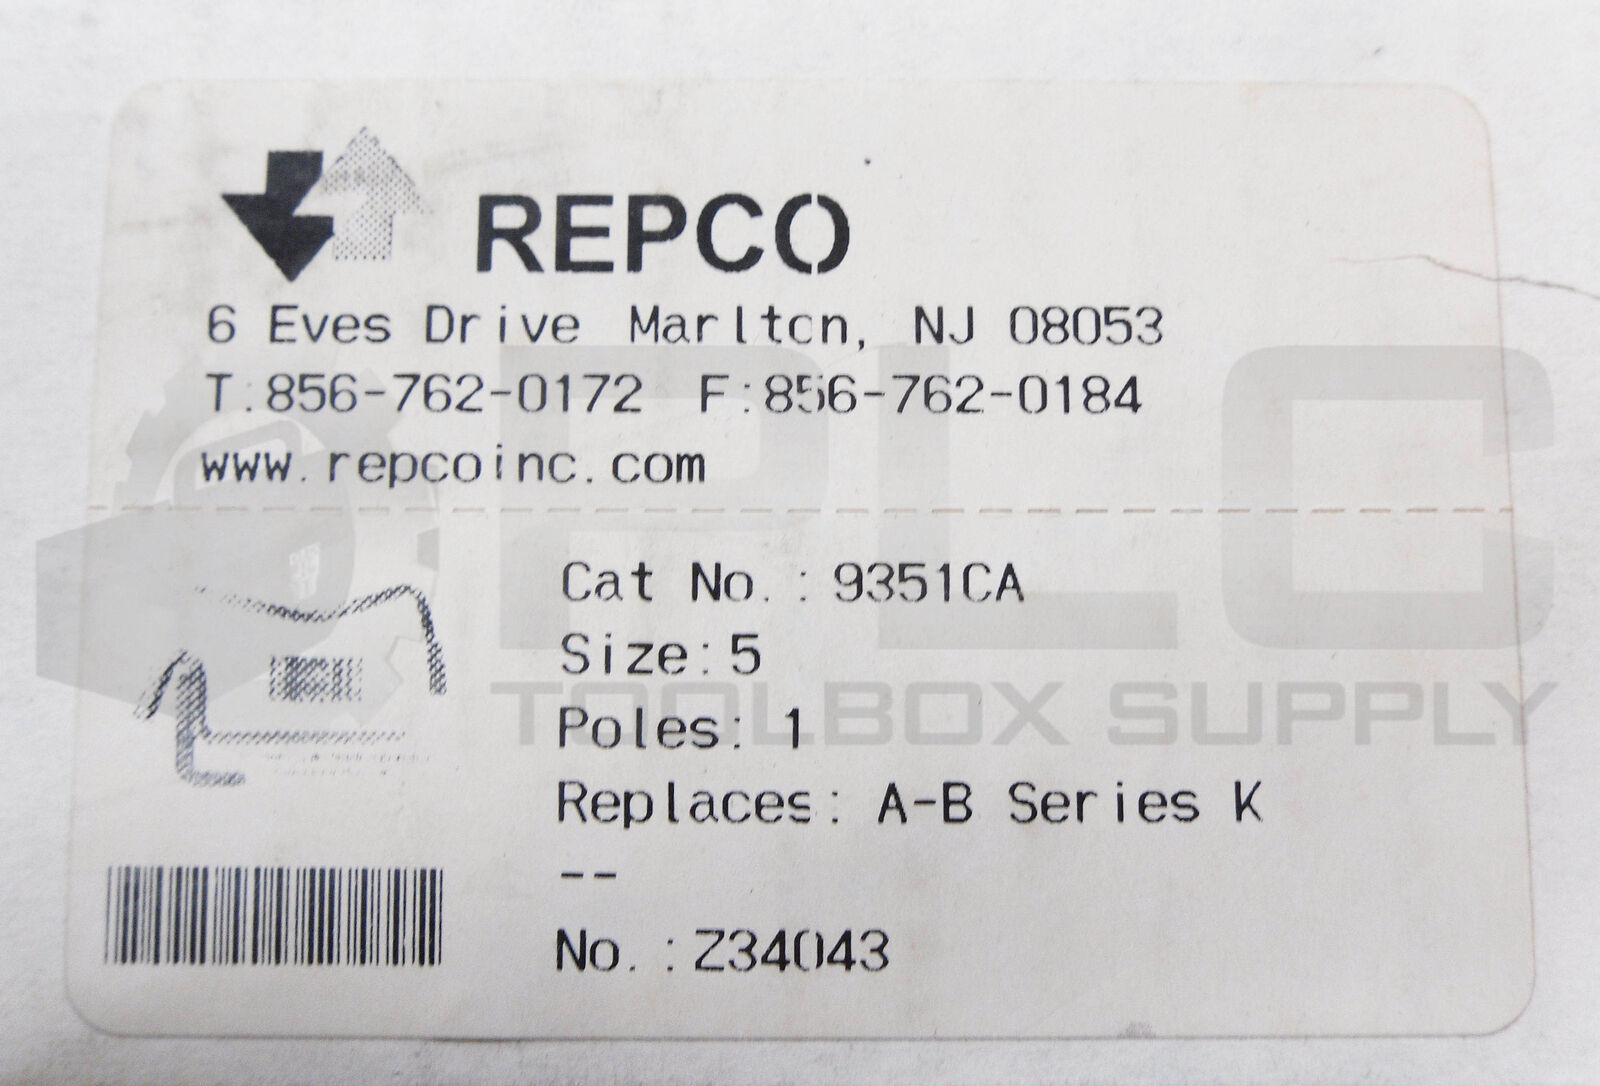 REPCO
6 Eves Drive Marlton, NJ 08053
T:856-762-0172 F:856-762-0184
www.repcoinc.com
PLC
TOOLBOX SUPPLY
Cat No.: 9351CA
Size:5
Poles: 1
Replaces: A-B Series K
--
No.:Z34043